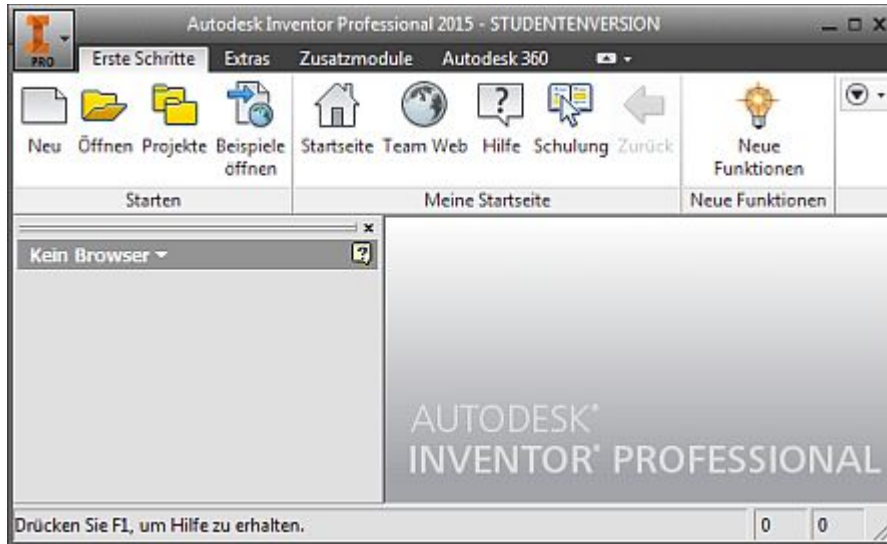 Autodesk Inventor Professional 2015 - STUDENTENVERSION
PRO
Erste Schritte Extras Zusatzmodule Autodesk 360
Neu Öffnen Projekte Beispiele öffnen Startseite Team Web Hilfe Schulung Zurück Neue Funktionen
Starten Meine Startseite Neue Funktionen
Kein Browser
AUTODESK®
INVENTOR® PROFESSIONAL
Drücken Sie F1, um Hilfe zu erhalten. 0 0